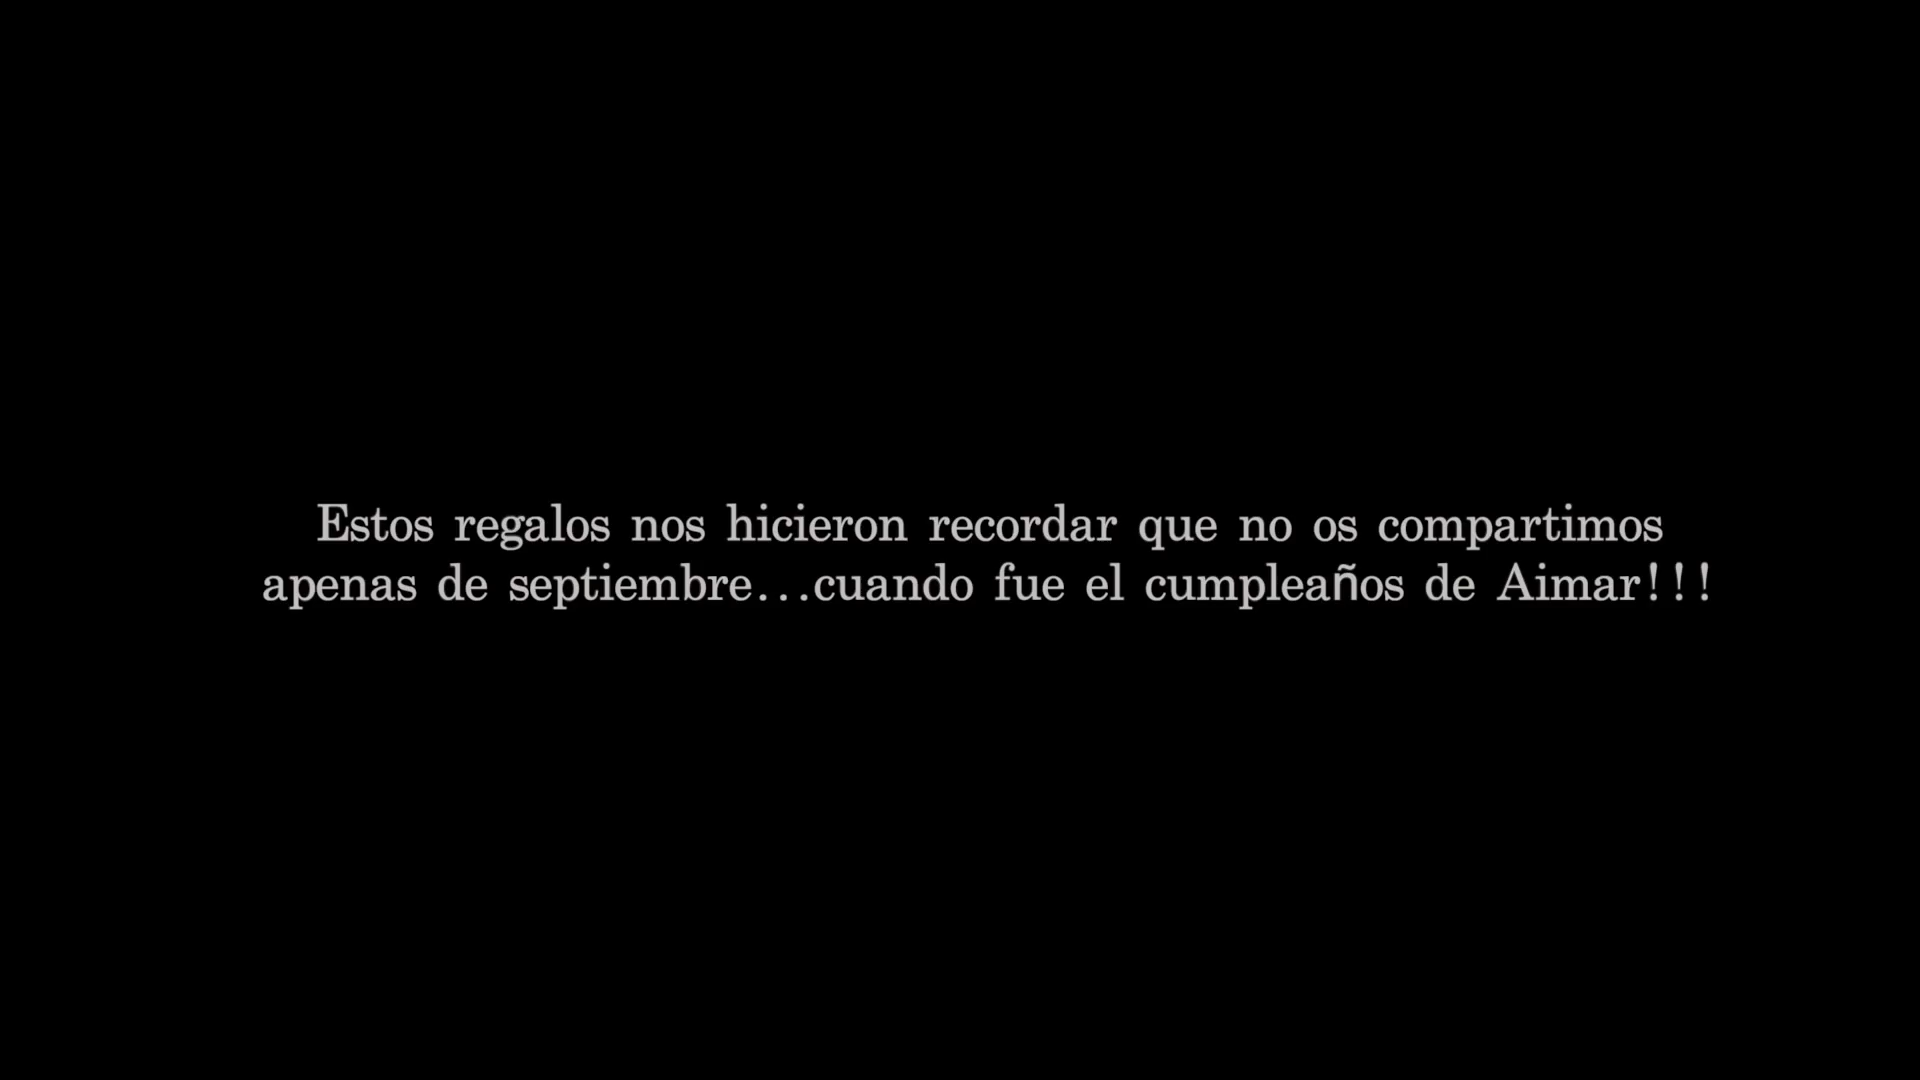 Estos regalos nos hicieron recordar que no os compartimos
apenas de septiembre...cuando fue el cumpleaños de Aimar!!!